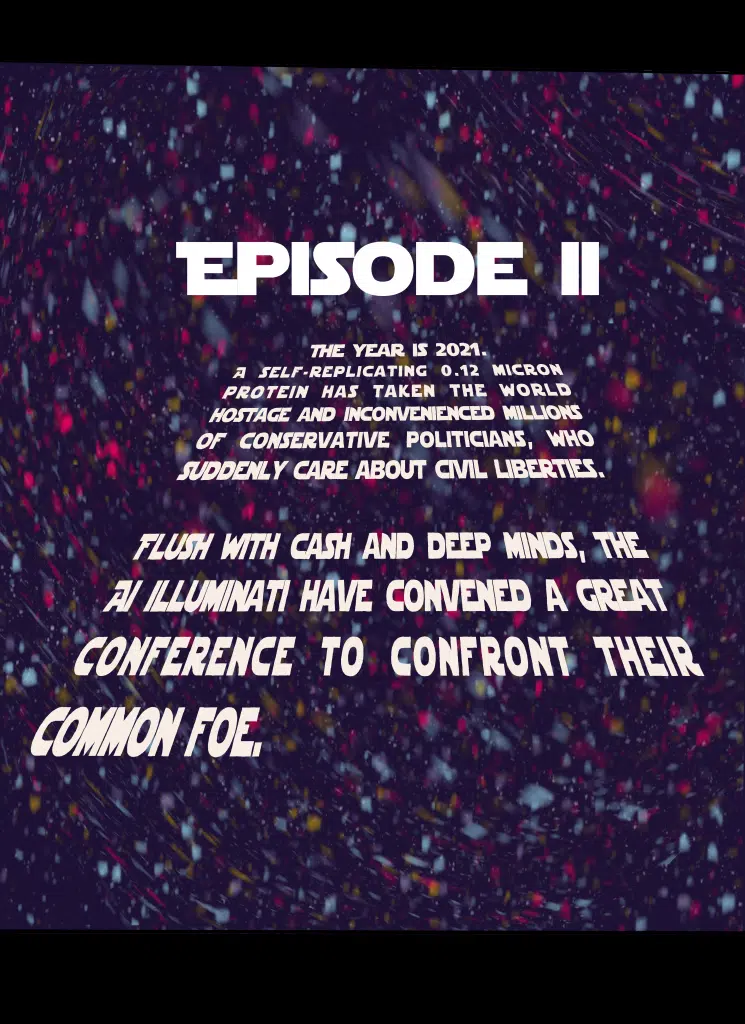 EPISODE II
THE YEAR IS 2021.
A SELF-REPLICATING 0.12 MICRON
PROTEIN HAS TAKEN THE WORLD
HOSTAGE AND INCONVENIENCED MILLIONS
OF CONSERVATIVE POLITICIANS, WHO
SUDDENLY CARE ABOUT CIVIL LIBERTIES.
FLUSH WITH CASH AND DEEP MINDS, THE
AI ILLUMINATI HAVE CONVENED A GREAT
CONFERENCE TO CONFRONT THEIR
COMMON FOE.